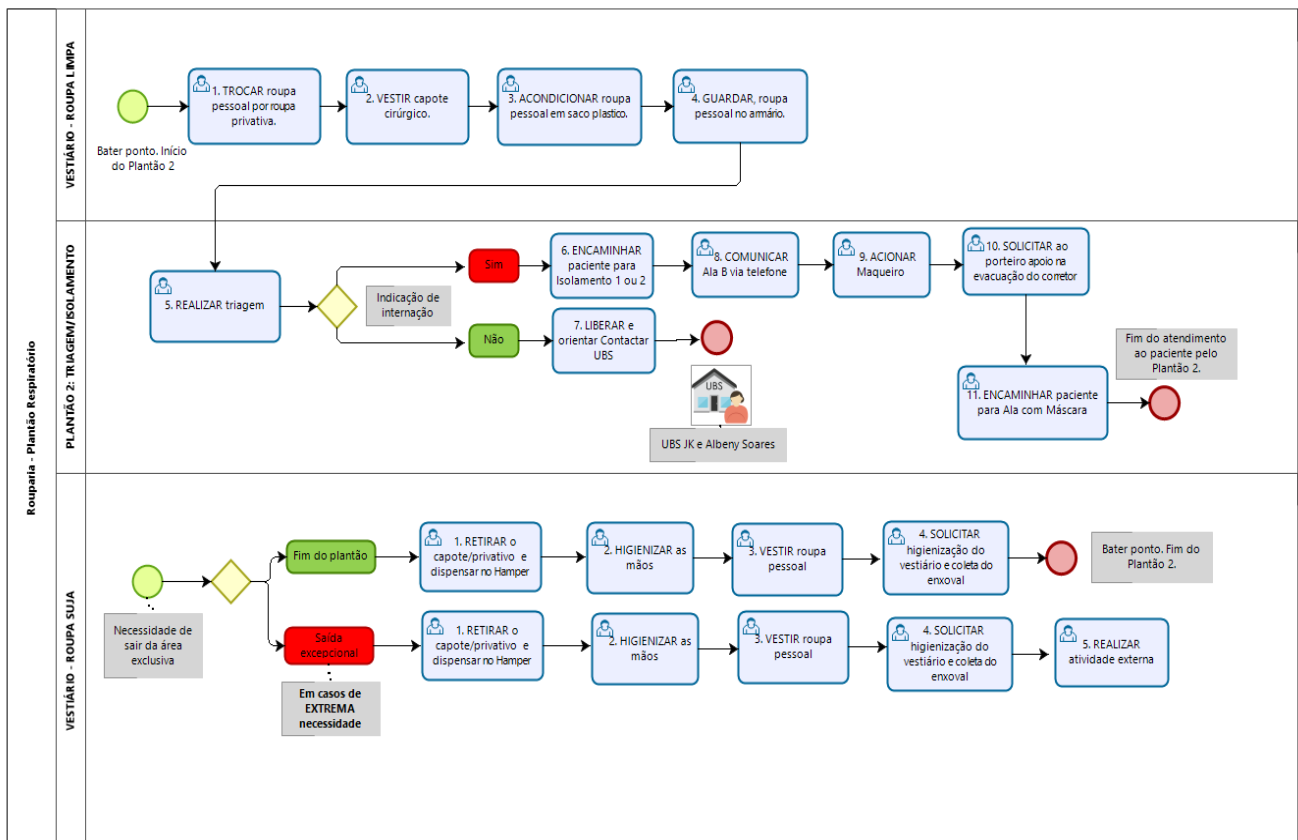 Rouparia - Plantão Respiratório
VESTIÁRIO - ROUPA LIMPA
Bater ponto. Início
do Plantão 2
1. TROCAR roupa
pessoal por roupa
privativa.
2. VESTIR capote
cirúrgico.
3. ACONDICIONAR roupa
pessoal em saco plastico.
4. GUARDAR, roupa
pessoal no armário.
PLANTÃO 2: TRIAGEM/ISOLAMENTO
5. REALIZAR triagem
Indicação de
internação
Sim
6. ENCAMINHAR
paciente para
Isolamento 1 ou 2
8. COMUNICAR
Ala B via telefone
9. ACIONAR
Maqueiro
10. SOLICITAR ao
porteiro apoio na
evacuação do corretor
Não
7. LIBERAR e
orientar Contactar
UBS
UBS
UBS JK e Albeny Soares
11. ENCAMINHAR paciente
para Ala com Máscara
Fim do atendimento
ao paciente pelo
Plantão 2.
VESTIÁRIO - ROUPA SUJA
Necessidade de
sair da área
exclusiva
Fim do plantão
1. RETIRAR o
capote/privativo e
dispensar no Hamper
2. HIGIENIZAR as
mãos
3. VESTIR roupa
pessoal
4. SOLICITAR
higienização do
vestiário e coleta do
enxoval
Bater ponto. Fim do
Plantão 2.
Saída
excepcional
Em casos de
EXTREMA
necessidade
1. RETIRAR o
capote/privativo e
dispensar no Hamper
2. HIGIENIZAR as
mãos
3. VESTIR roupa
pessoal
4. SOLICITAR
higienização do
vestiário e coleta do
enxoval
5. REALIZAR
atividade externa